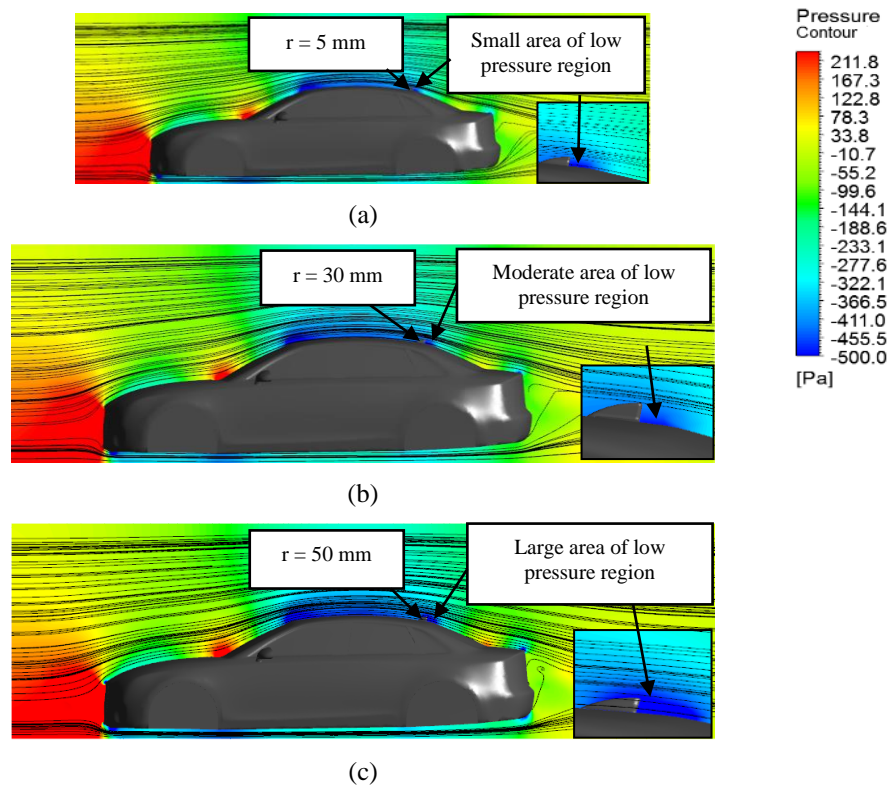 r = 5 mm
Small area of low
pressure region
(a)
r = 30 mm
Moderate area of low
pressure region
(b)
r = 50 mm
Large area of low
pressure region
(c)
Pressure
Contour
211.8
167.3
122.8
78.3
33.8
-10.7
-55.2
-99.6
-144.1
-188.6
-233.1
-277.6
-322.1
-366.5
-411.0
-455.5
-500.0
[Pa]